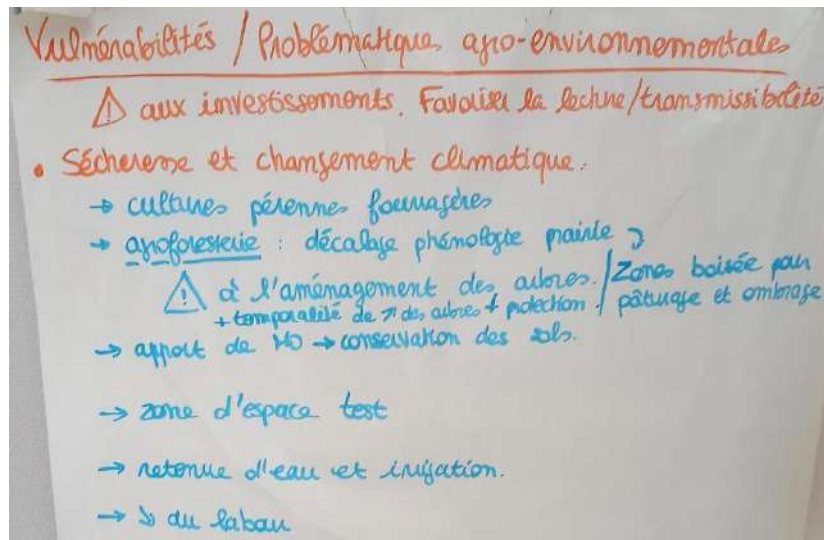 Vulnérabilités / Problématique agro-environnementales
⚠ aux investissements. Favoriser la lecture/transmissibilité
• Sécheresse et changement climatique.
→ cultures pérennes fourragères
→ agroforesterie : décalage phénologie prairie
⚠ à l'aménagement des arbres. / Zones boisée pour
+ temporalité de ↗ des arbres + protection. / pâturage et ombrage
→ apport de MO → conservation des sols.
→ zone d'espace test
→ retenue d'eau et irrigation.
→ ↘ du labour